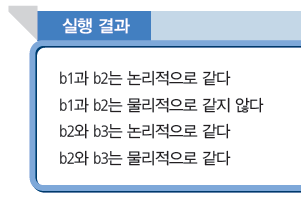 실행 결과
b1과 b2는 논리적으로 같다
b1과 b2는 물리적으로 같지 않다
b2와 b3는 논리적으로 같다
b2와 b3는 물리적으로 같다